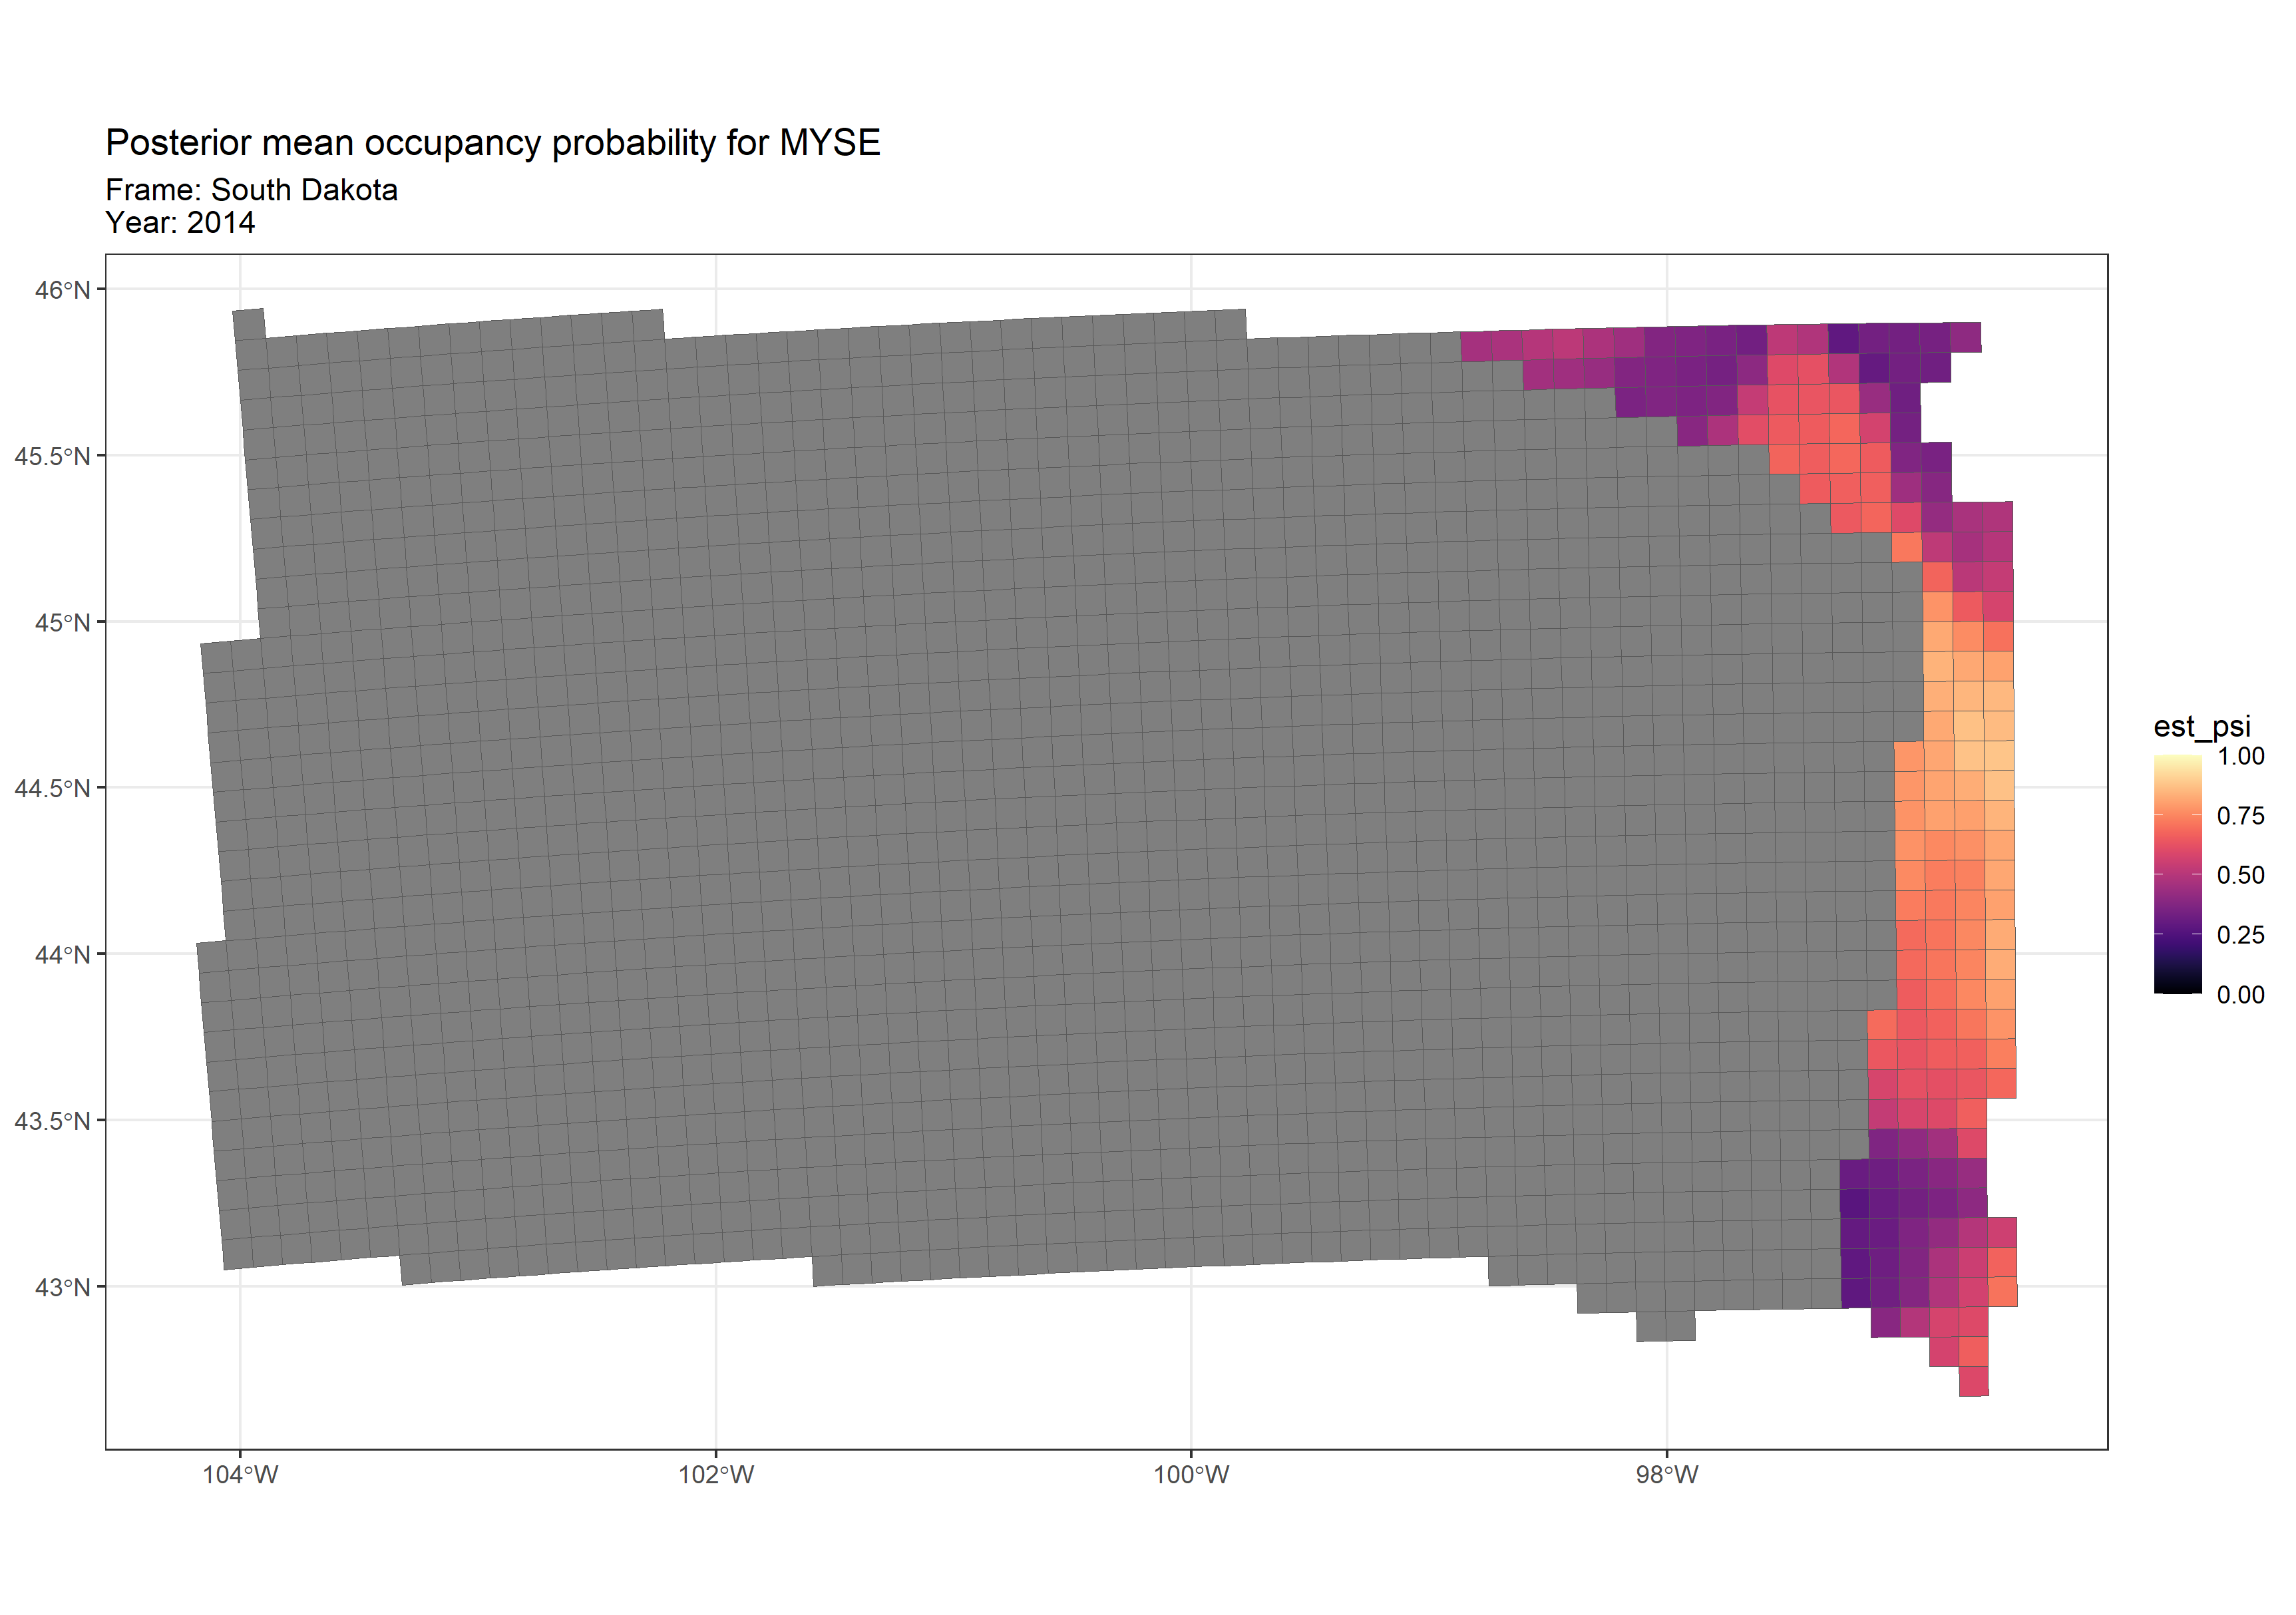 Posterior mean occupancy probability for MYSE
Frame: South Dakota
Year: 2014
46°N
45.5°N
45°N
44.5°N
44°N
43.5°N
43°N
104°W
102°W
100°W
98°W
est_psi
1.00
0.75
0.50
0.25
0.00